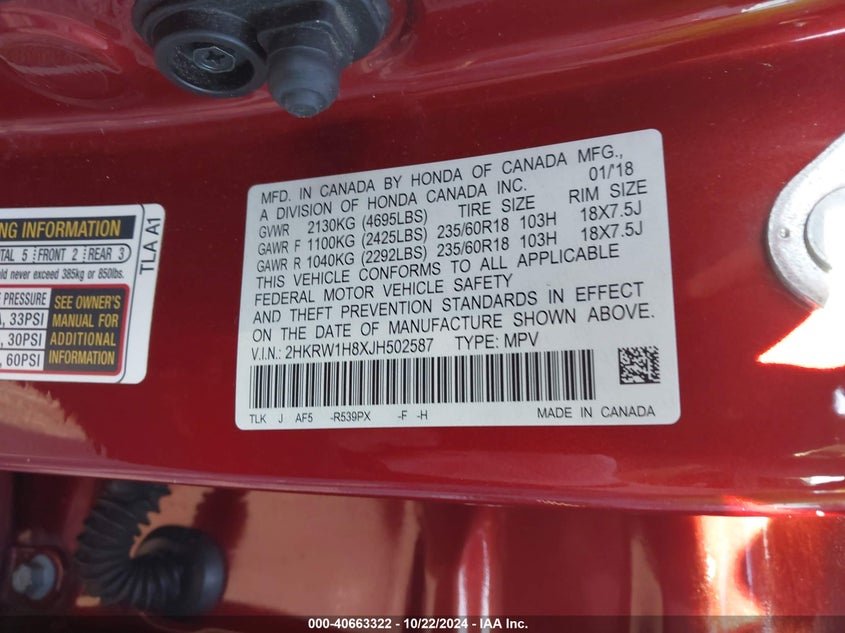 MFD. IN CANADA BY HONDA OF CANADA MFG.,
A DIVISION OF HONDA CANADA INC. 01/'18
GVWR 2130KG (4695LBS) TIRE SIZE RIM SIZE
GAWR F 1100KG (2425LBS) 235/60R18 103H 18X7.5J
GAWR R 1040KG (2292LBS) 235/60R18 103H 18X7.5J
THIS VEHICLE CONFORMS TO ALL APPLICABLE
FEDERAL MOTOR VEHICLE SAFETY
AND THEFT PREVENTION STANDARDS IN EFFECT
ON THE DATE OF MANUFACTURE SHOWN ABOVE.
V.I.N.: 2HKRW1H8XJH502587 TYPE: MPV
TLK J AF5 -R539PX -F -H MADE IN CANADA
NG INFORMATION
TAL 5 FRONT 2 REAR 3
uld never exceed 385kg or 850lbs.
E PRESSURE
A, 33PSI
, 30PSI
, 60PSI
SEE OWNER'S
MANUAL FOR
ADDITIONAL
INFORMATION
TLA A1
000-40663322 - 10/22/2024 - IAA Inc.